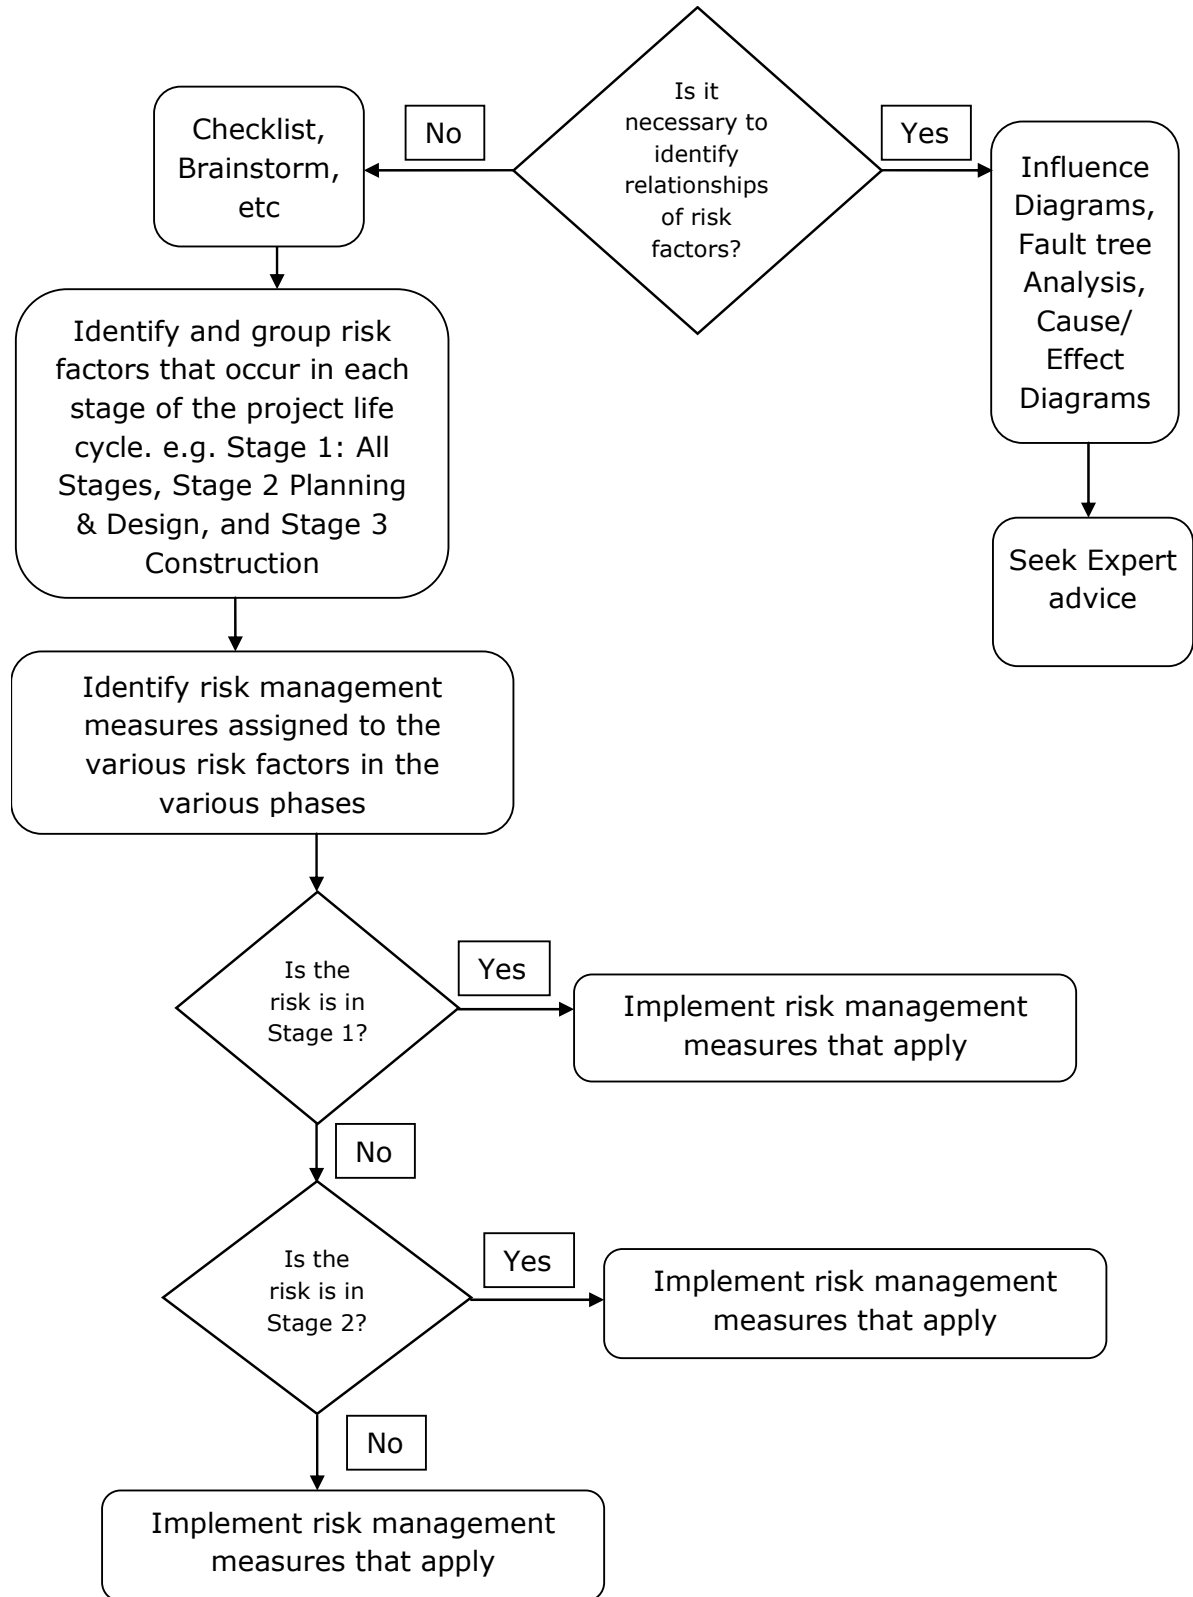 Is it
necessary to
identify
relationships
of risk
factors?
No
Yes
Checklist,
Brainstorm,
etc
Influence
Diagrams,
Fault tree
Analysis,
Cause/
Effect
Diagrams
Identify and group risk
factors that occur in each
stage of the project life
cycle. e.g. Stage 1: All
Stages, Stage 2 Planning
& Design, and Stage 3
Construction
Seek Expert
advice
Identify risk management
measures assigned to the
various risk factors in the
various phases
Is the
risk is in
Stage 1?
Yes
Implement risk management
measures that apply
No
Is the
risk is in
Stage 2?
Yes
Implement risk management
measures that apply
No
Implement risk management
measures that apply